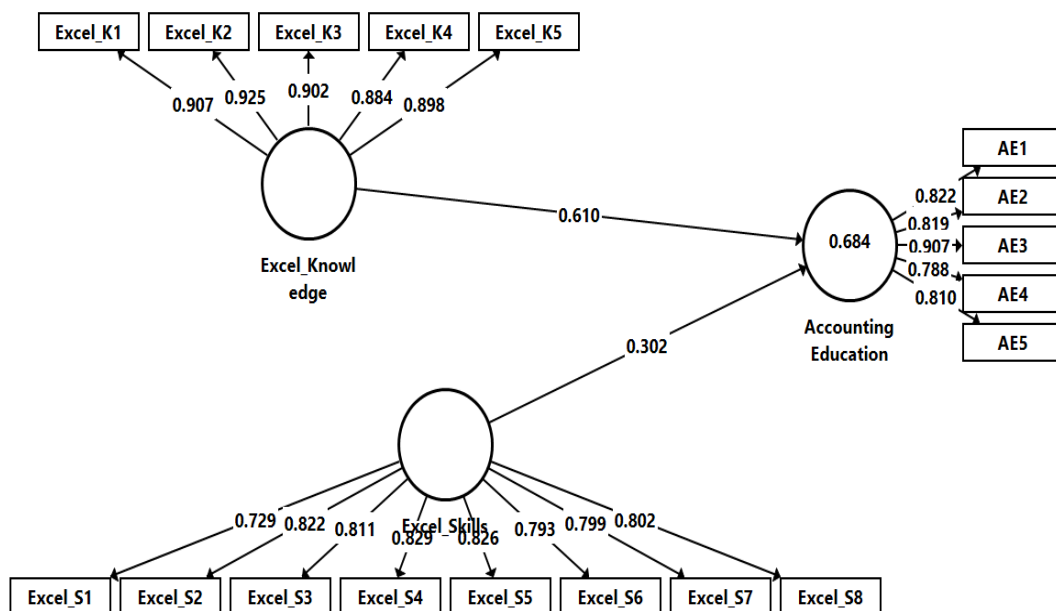 Excel_K1 Excel_K2 Excel_K3 Excel_K4 Excel_K5
0.907 0.925 0.902 0.884 0.898
Excel_Knowl
edge
0.610
0.684
Accounting
Education
0.822
0.819
0.907
0.788
0.810
AE1
AE2
AE3
AE4
AE5
0.302
Excel_Skills
0.729 0.822 0.811 0.829 0.826 0.793 0.799 0.802
Excel_S1 Excel_S2 Excel_S3 Excel_S4 Excel_S5 Excel_S6 Excel_S7 Excel_S8